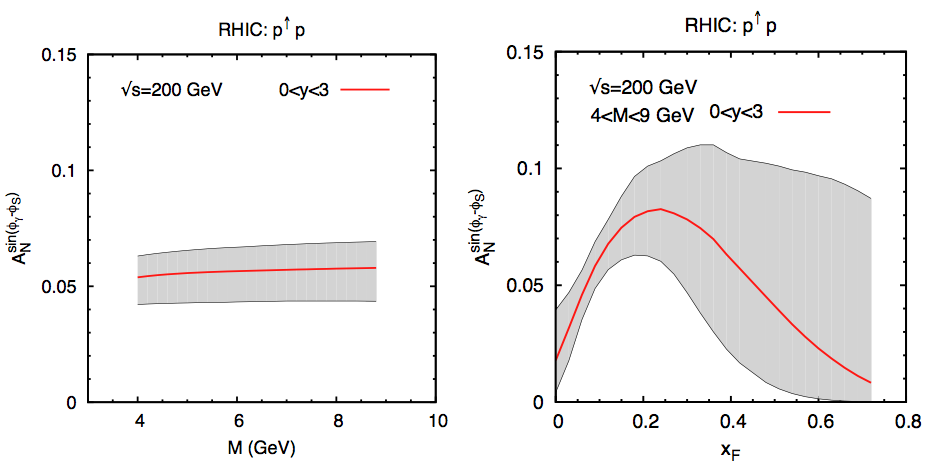 RHIC: p↑ p
0.15
√s=200 GeV 0<y<3
0.1
0.05
0
A_N^sin(ϕγ-ϕS)
4 6 8 10
M (GeV)
RHIC: p↑ p
0.15
√s=200 GeV
4<M<9 GeV 0<y<3
0.1
0.05
0
A_N^sin(ϕγ-ϕS)
0 0.2 0.4 0.6 0.8
xF